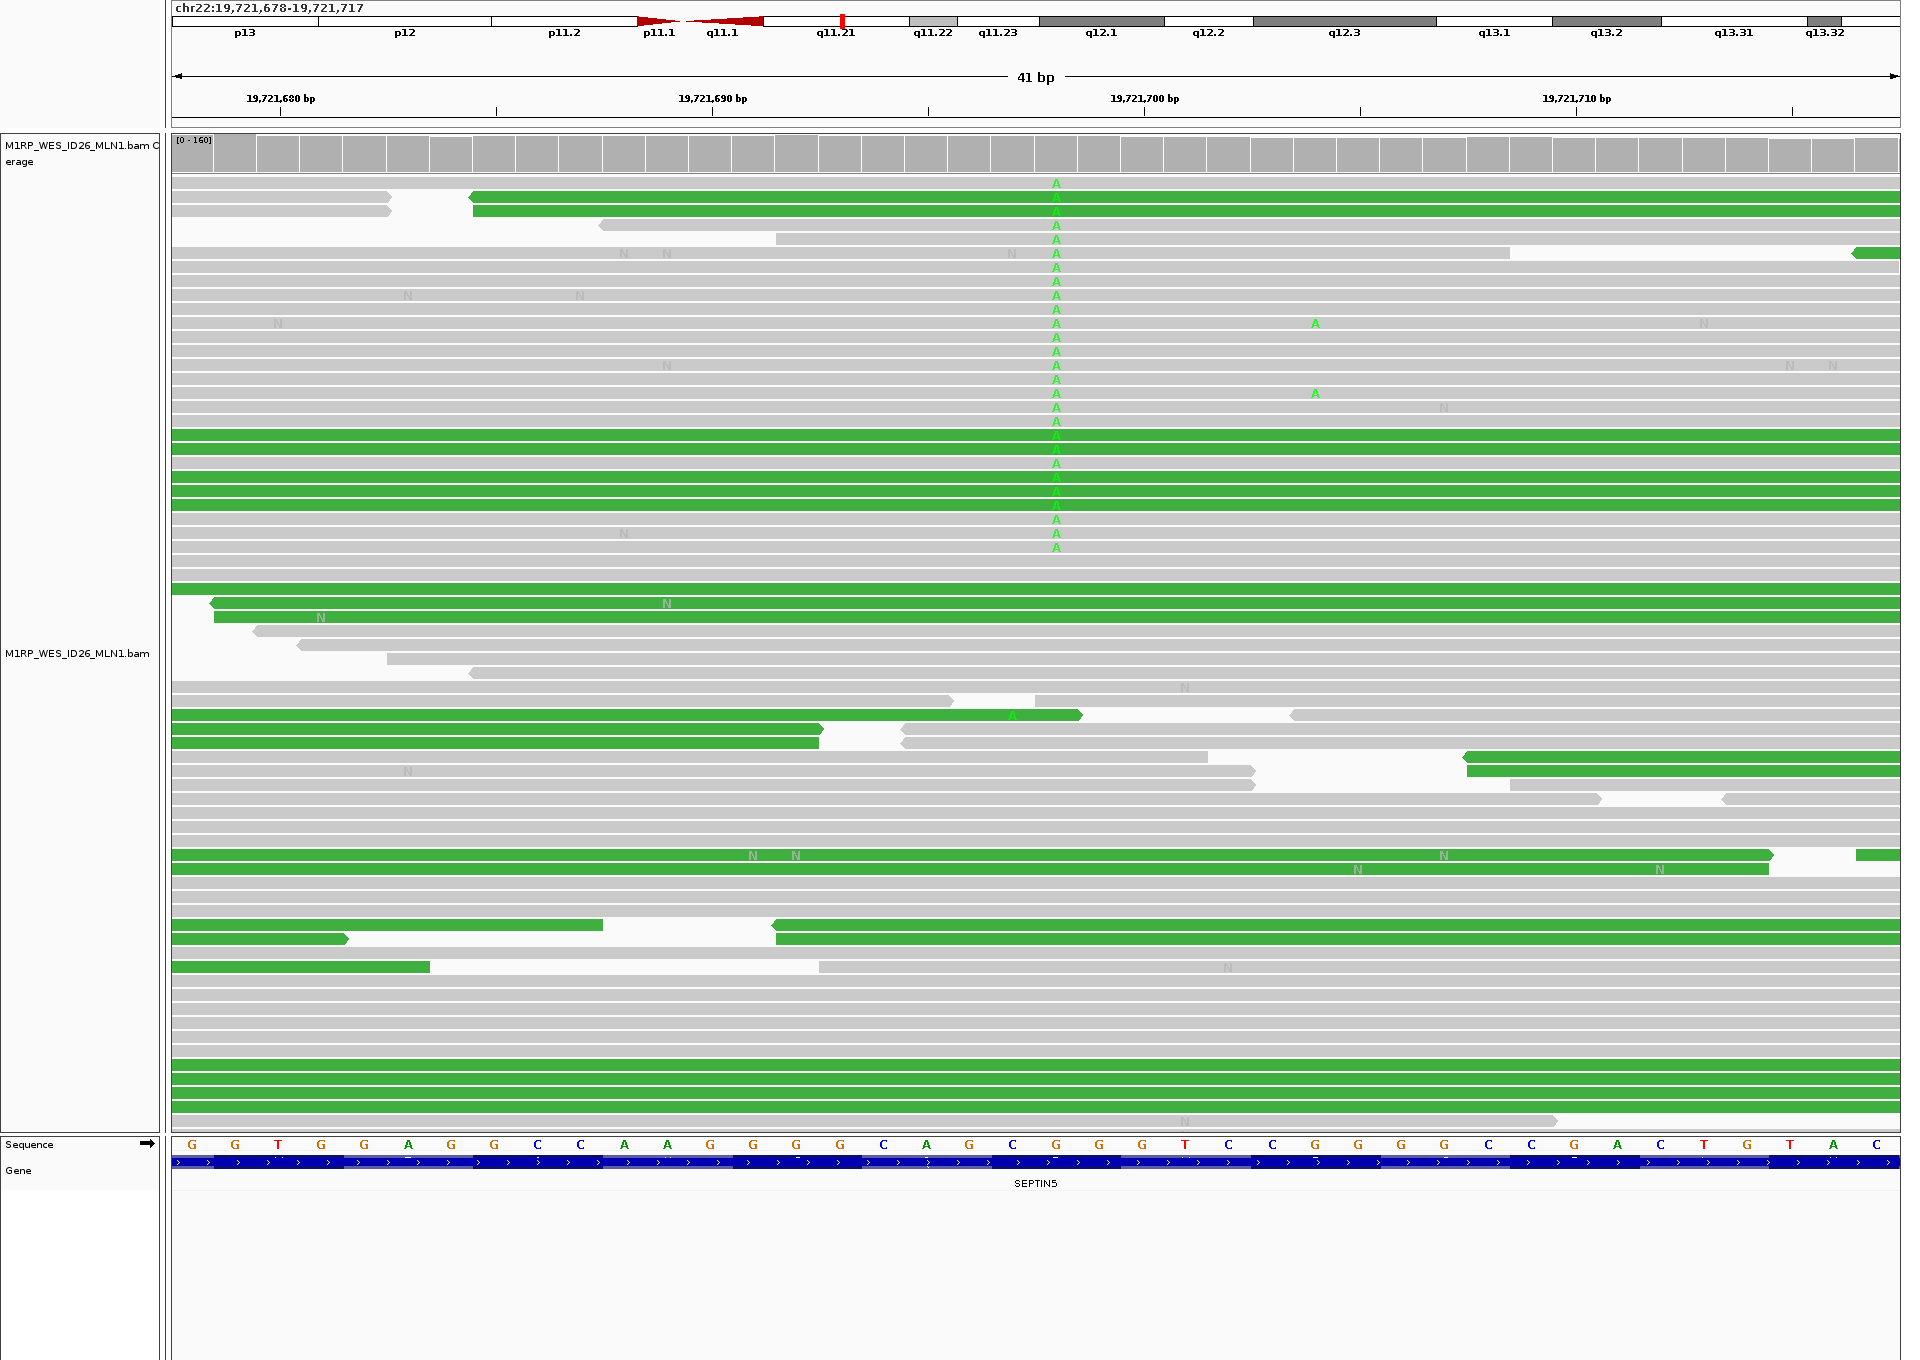 chr22:19,721,678-19,721,717
p13 p12 p11.2 p11.1 q11.1 q11.21 q11.22 q11.23 q12.1 q12.2 q12.3 q13.1 q13.2 q13.31 q13.32
41 bp
19,721,680 bp 19,721,690 bp 19,721,700 bp 19,721,710 bp
M1RP_WES_ID26_MLN1.bam C
erage
[0 - 160]
A
A
A
A
A
N N N A
A
A
N N A
A
N A A N
A
A
N A N N
A
A A
A N
A
A
A
A
A
A
A
A
N A
A
N
N
M1RP_WES_ID26_MLN1.bam
N
A
N
N N N
N N
N
N
Sequence G G T G G A G G C C A A G G G G C A G C G G G T C C G G G G C C G A C T G T A C
Gene
SEPTIN5